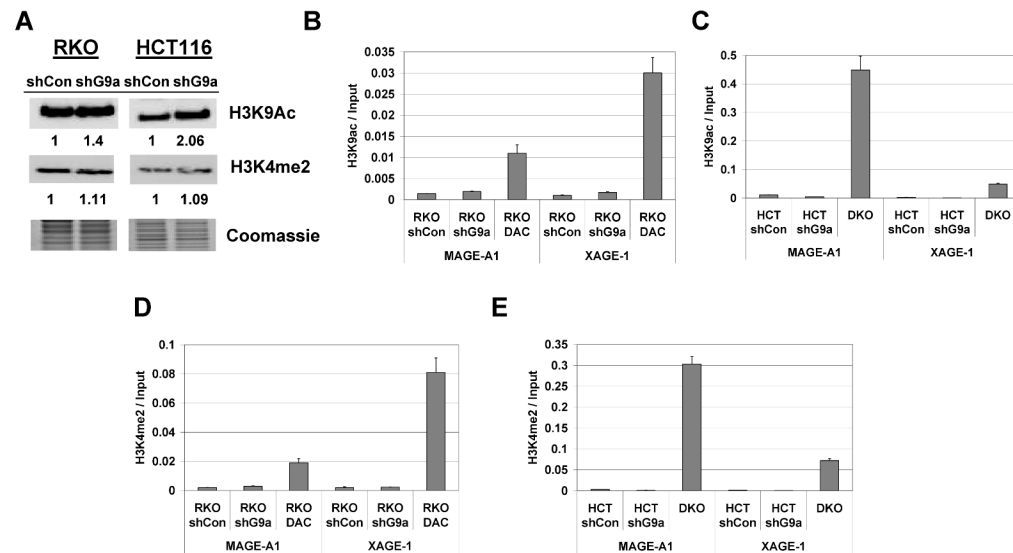 A
RKO HCT116
shCon shG9a shCon shG9a
H3K9Ac
1 1.4 1 2.06
H3K4me2
1 1.11 1 1.09
Coomassie
B
H3K9ac / Input
0.035
0.03
0.025
0.02
0.015
0.01
0.005
0
RKO RKO RKO RKO RKO RKO
shCon shG9a DAC shCon shG9a DAC
MAGE-A1 XAGE-1
C
H3K9ac / Input
0.5
0.4
0.3
0.2
0.1
0
HCT HCT DKO HCT HCT DKO
shCon shG9a shCon shG9a
MAGE-A1 XAGE-1
D
H3K4me2 / Input
0.1
0.08
0.06
0.04
0.02
0
RKO RKO RKO RKO RKO RKO
shCon shG9a DAC shCon shG9a DAC
MAGE-A1 XAGE-1
E
H3K4me2 / Input
0.35
0.3
0.25
0.2
0.15
0.1
0.05
0
HCT HCT DKO HCT HCT DKO
shCon shG9a shCon shG9a
MAGE-A1 XAGE-1